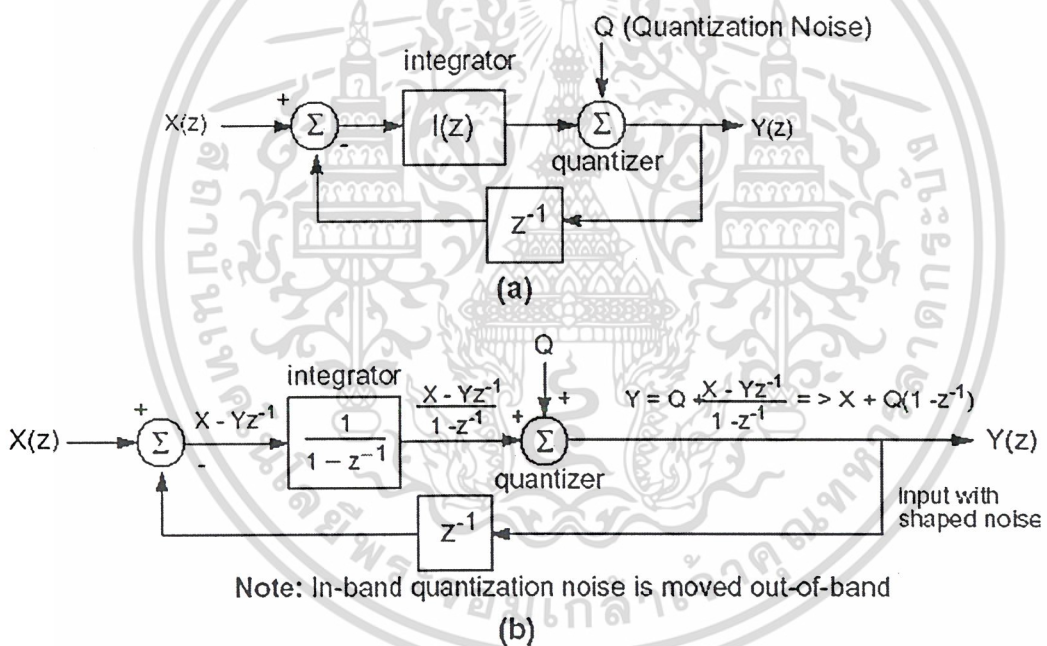 Q (Quantization Noise)
integrator
+
X(z)
Σ
-
I(z)
Σ
Y(z)
quantizer
Z⁻¹
(a)
Q
integrator
+
X(z)
Σ
X - Yz⁻¹
-
1
1 - z⁻¹
X - Yz⁻¹
1 -z⁻¹
+
+
Σ
Y = Q + X - Yz⁻¹ = > X + Q(1 -z⁻¹)
1 -z⁻¹
Y(z)
quantizer
Z⁻¹
Input with
shaped noise
Note: In-band quantization noise is moved out-of-band
(b)